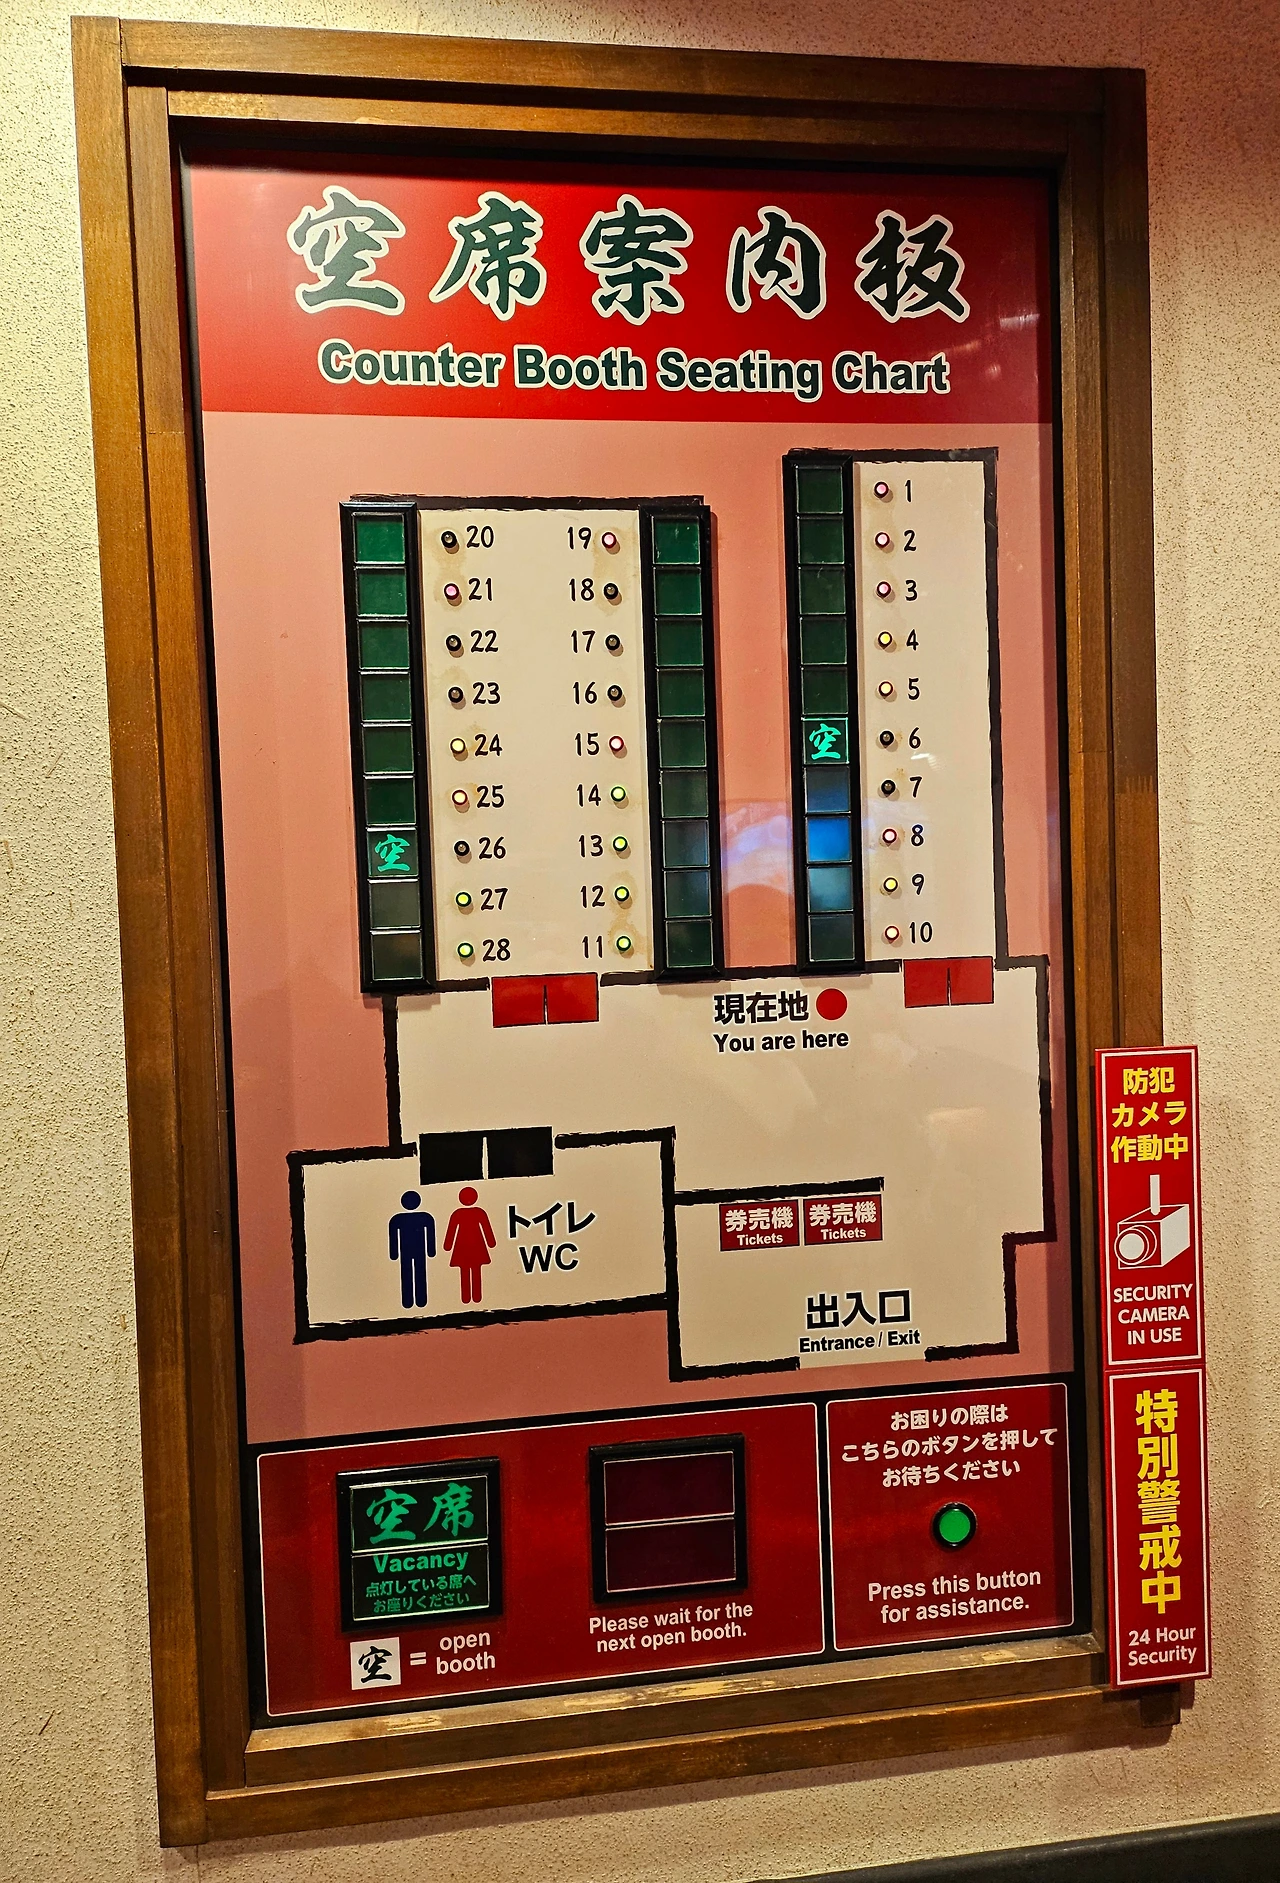 空席案内板
Counter Booth Seating Chart
20
21
22
23
24
25
空 26
27
28
19
18
17
16
15
14
13
12
11
1
2
3
4
5
空 6
7
8
9
10
現在地
You are here
トイレ
WC
券売機
Tickets
券売機
Tickets
出入口
Entrance / Exit
空席
Vacancy
点灯している席へ
お座りください
空 = open
booth
Please wait for the
next open booth.
お困りの際は
こちらのボタンを押して
お待ちください
Press this button
for assistance.
防犯
カメラ
作動中
SECURITY
CAMERA
IN USE
特別警戒中
24 Hour
Security